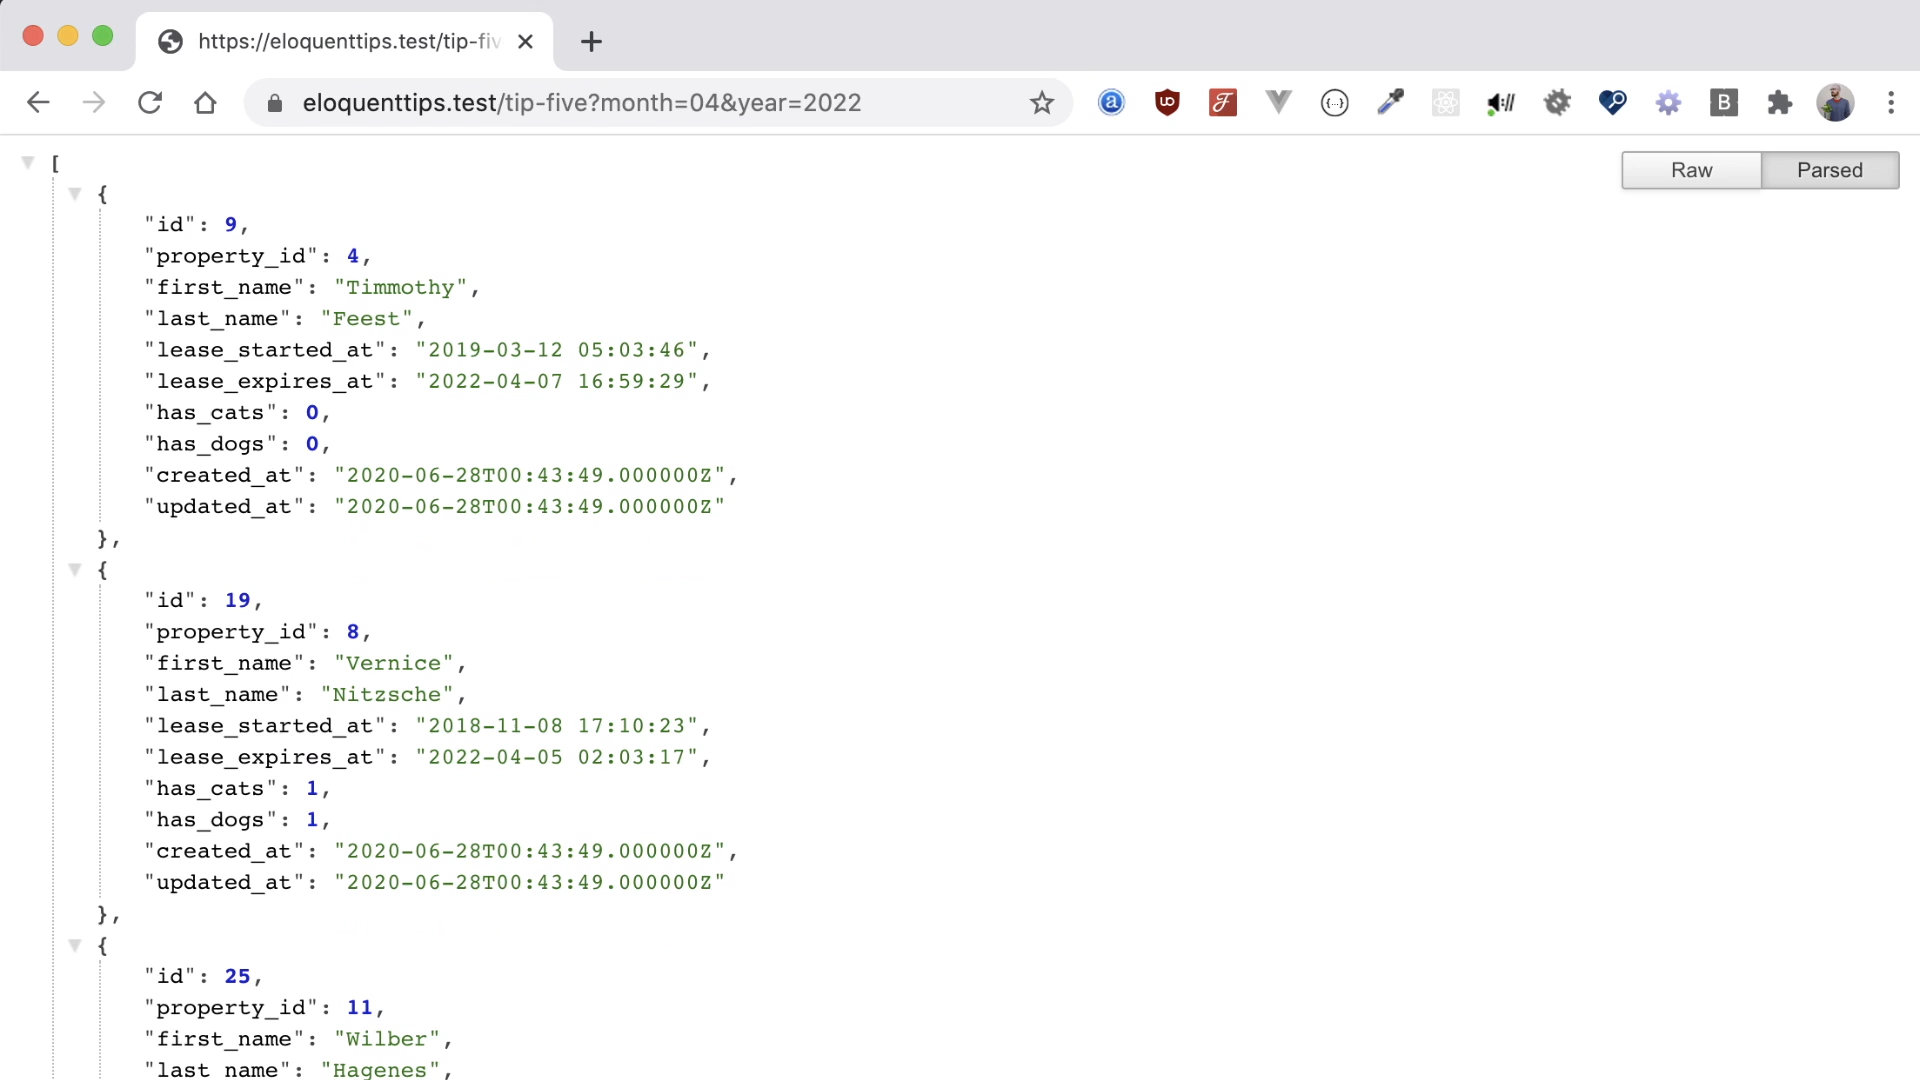 https://eloquenttips.test/tip-fiv
eloquenttips.test/tip-five?month=04&year=2022
Raw
Parsed
[
{
"id": 9,
"property_id": 4,
"first_name": "Timmothy",
"last_name": "Feest",
"lease_started_at": "2019-03-12 05:03:46",
"lease_expires_at": "2022-04-07 16:59:29",
"has_cats": 0,
"has_dogs": 0,
"created_at": "2020-06-28T00:43:49.000000Z",
"updated_at": "2020-06-28T00:43:49.000000Z"
},
{
"id": 19,
"property_id": 8,
"first_name": "Vernice",
"last_name": "Nitzsche",
"lease_started_at": "2018-11-08 17:10:23",
"lease_expires_at": "2022-04-05 02:03:17",
"has_cats": 1,
"has_dogs": 1,
"created_at": "2020-06-28T00:43:49.000000Z",
"updated_at": "2020-06-28T00:43:49.000000Z"
},
{
"id": 25,
"property_id": 11,
"first_name": "Wilber",
"last_name": "Hagenes",